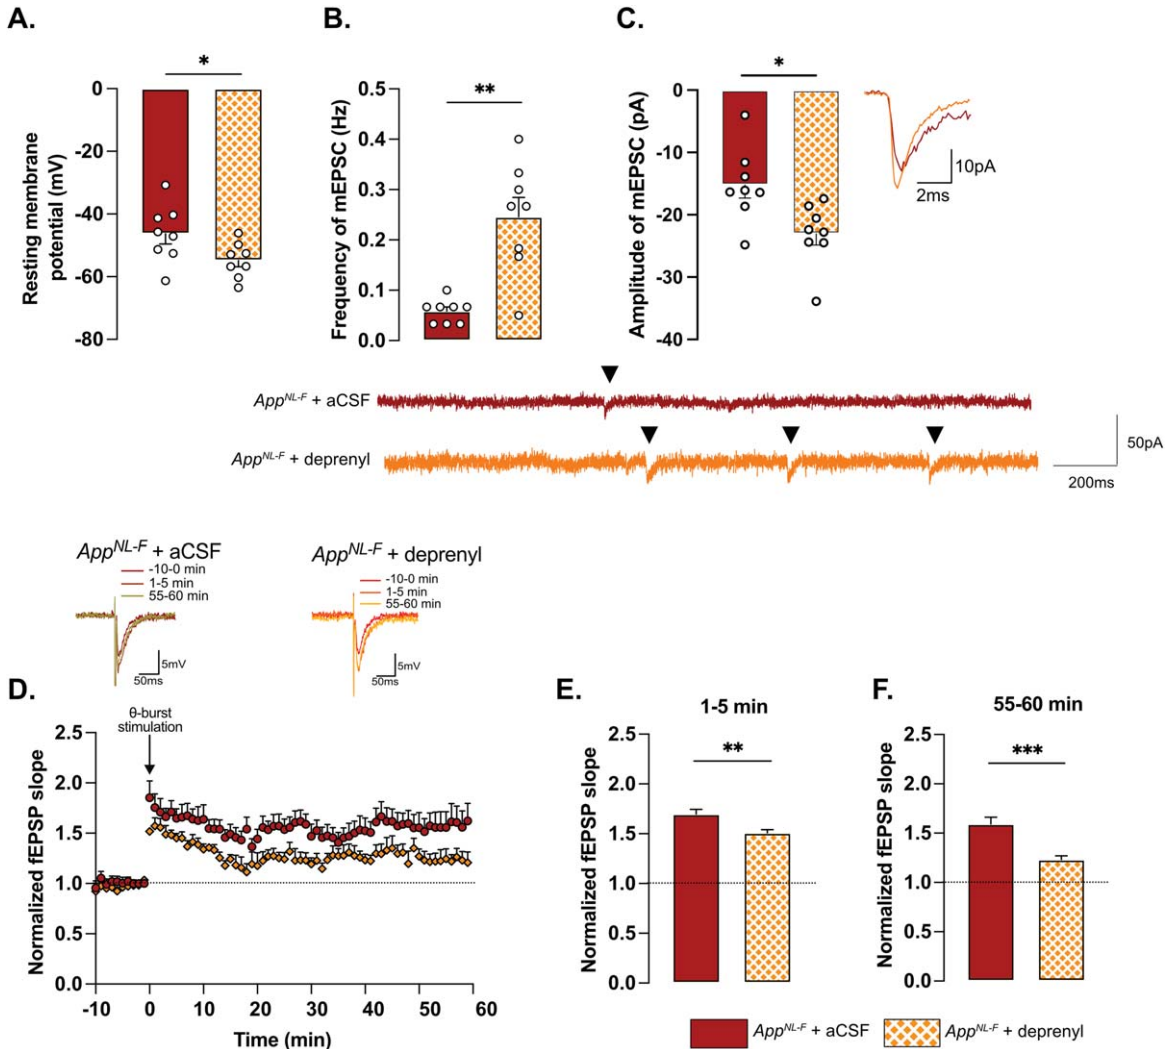 A.
B.
C.
*
**
*
Resting membrane
potential (mV)
0
-20
-40
-60
-80
Frequency of mEPSC (Hz)
0.5
0.4
0.3
0.2
0.1
0.0
Amplitude of mEPSC (pA)
0
-10
-20
-30
-40
10pA
2ms
App^NL-F + aCSF
App^NL-F + deprenyl
50pA
200ms
App^NL-F + aCSF
-10-0 min
1-5 min
55-60 min
5mV
50ms
App^NL-F + deprenyl
-10-0 min
1-5 min
55-60 min
5mV
50ms
D.
θ-burst
stimulation
Normalized fEPSP slope
2.5
2.0
1.5
1.0
0.5
0.0
-10
0
10
20
30
40
50
60
Time (min)
E.
1-5 min
**
Normalized fEPSP slope
2.5
2.0
1.5
1.0
0.5
0.0
F.
55-60 min
***
Normalized fEPSP slope
2.5
2.0
1.5
1.0
0.5
0.0
App^NL-F + aCSF
App^NL-F + deprenyl